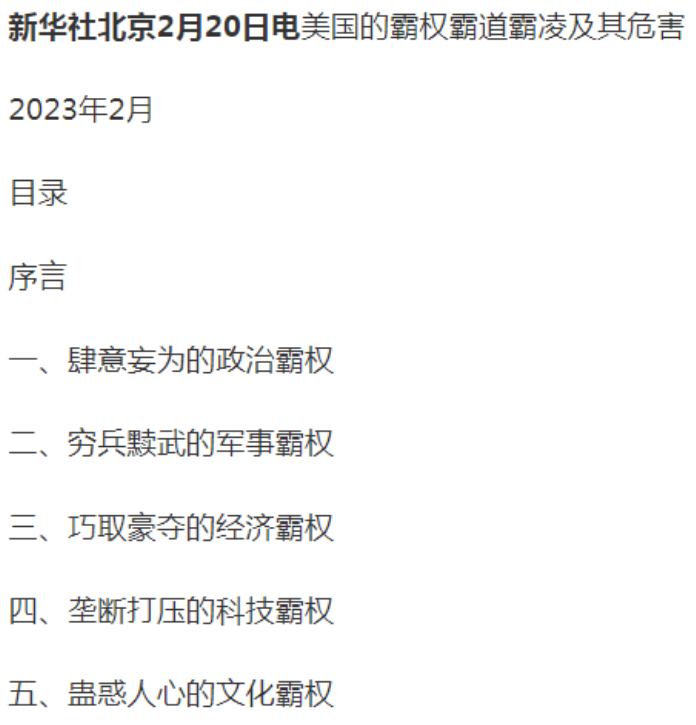 新华社北京2月20日电美国的霸权霸道霸凌及其危害
2023年2月
目录
序言
一、肆意妄为的政治霸权
二、穷兵黩武的军事霸权
三、巧取豪夺的经济霸权
四、垄断打压的科技霸权
五、蛊惑人心的文化霸权